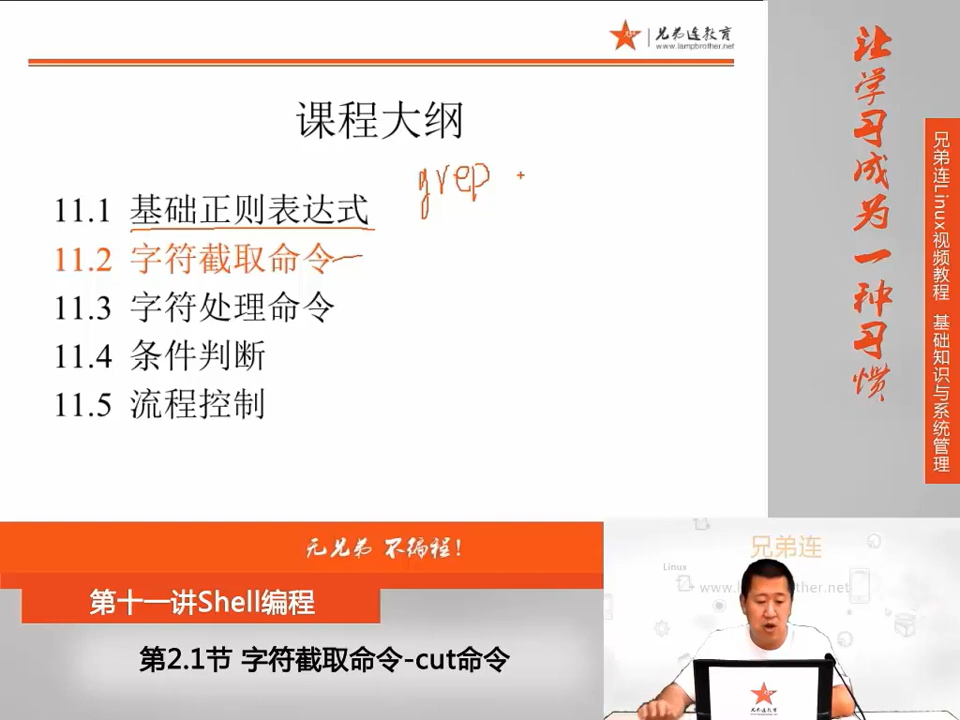 兄弟连教育
www.lampbrother.net
课程大纲
grep
11.1 基础正则表达式
11.2 字符截取命令
11.3 字符处理命令
11.4 条件判断
11.5 流程控制
让学习成为一种习惯
兄弟连Linux视频教程 基础知识与系统管理
无兄弟 不编程！
第十一讲Shell编程
第2.1节 字符截取命令-cut命令
兄弟连
Linux
兄弟连教育